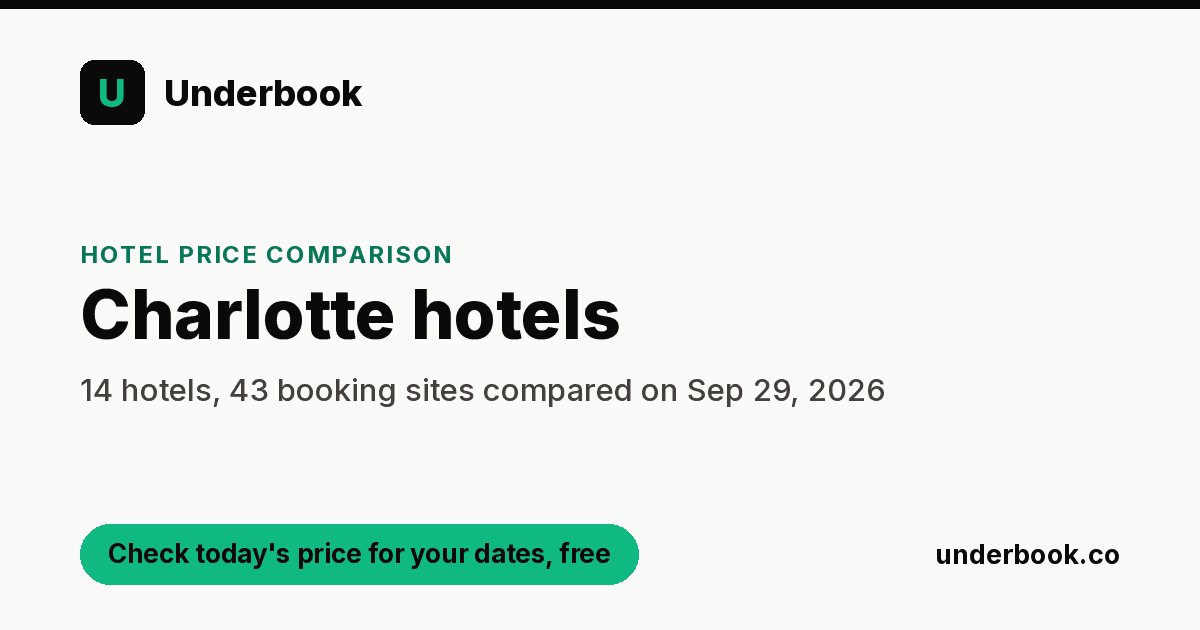 U Underbook
HOTEL PRICE COMPARISON
Charlotte hotels
14 hotels, 43 booking sites compared on Sep 29, 2026
Check today's price for your dates, free
underbook.co